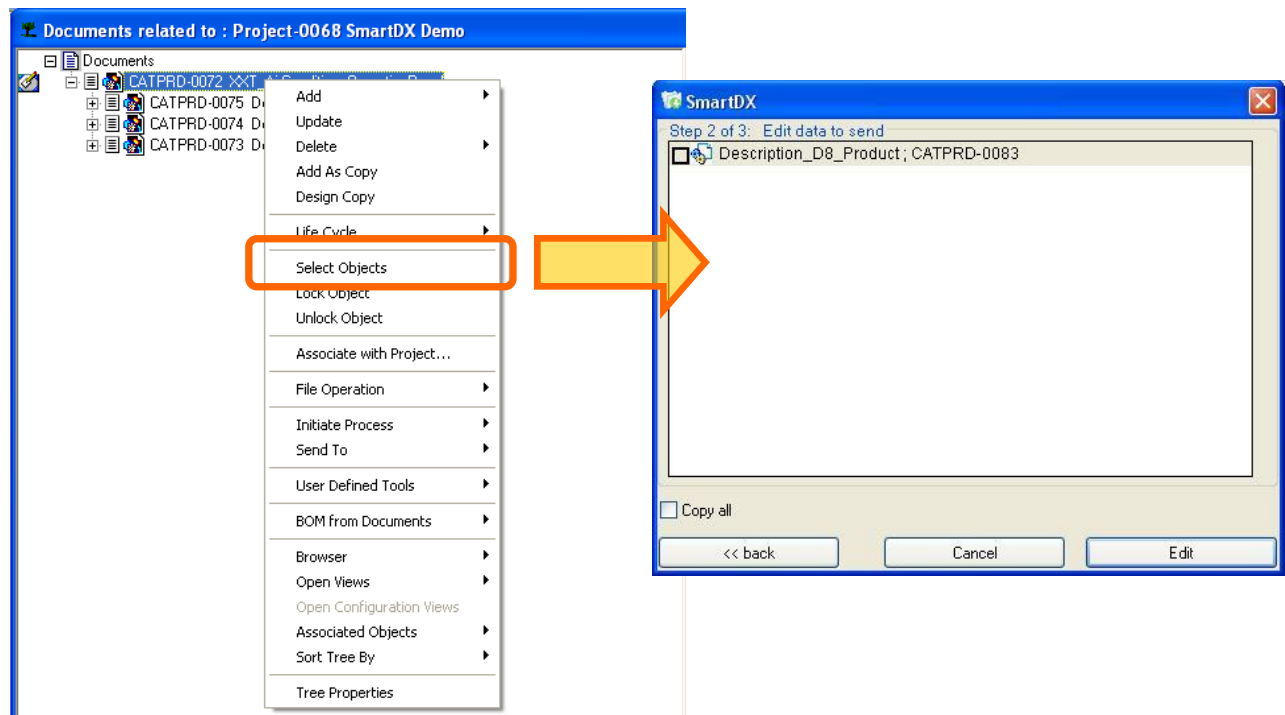 Documents related to : Project-0068 SmartDX Demo
Documents
CATPRD-0072 XXT
CATPRD-0075
CATPRD-0074
CATPRD-0073
Add
Update
Delete
Add As Copy
Design Copy
Life Cycle
Select Objects
Lock Object
Unlock Object
Associate with Project...
File Operation
Initiate Process
Send To
User Defined Tools
BOM from Documents
Browser
Open Views
Open Configuration Views
Associated Objects
Sort Tree By
Tree Properties
SmartDX
Step 2 of 3: Edit data to send
Description_D8_Product ; CATPRD-0083
Copy all
<< back
Cancel
Edit